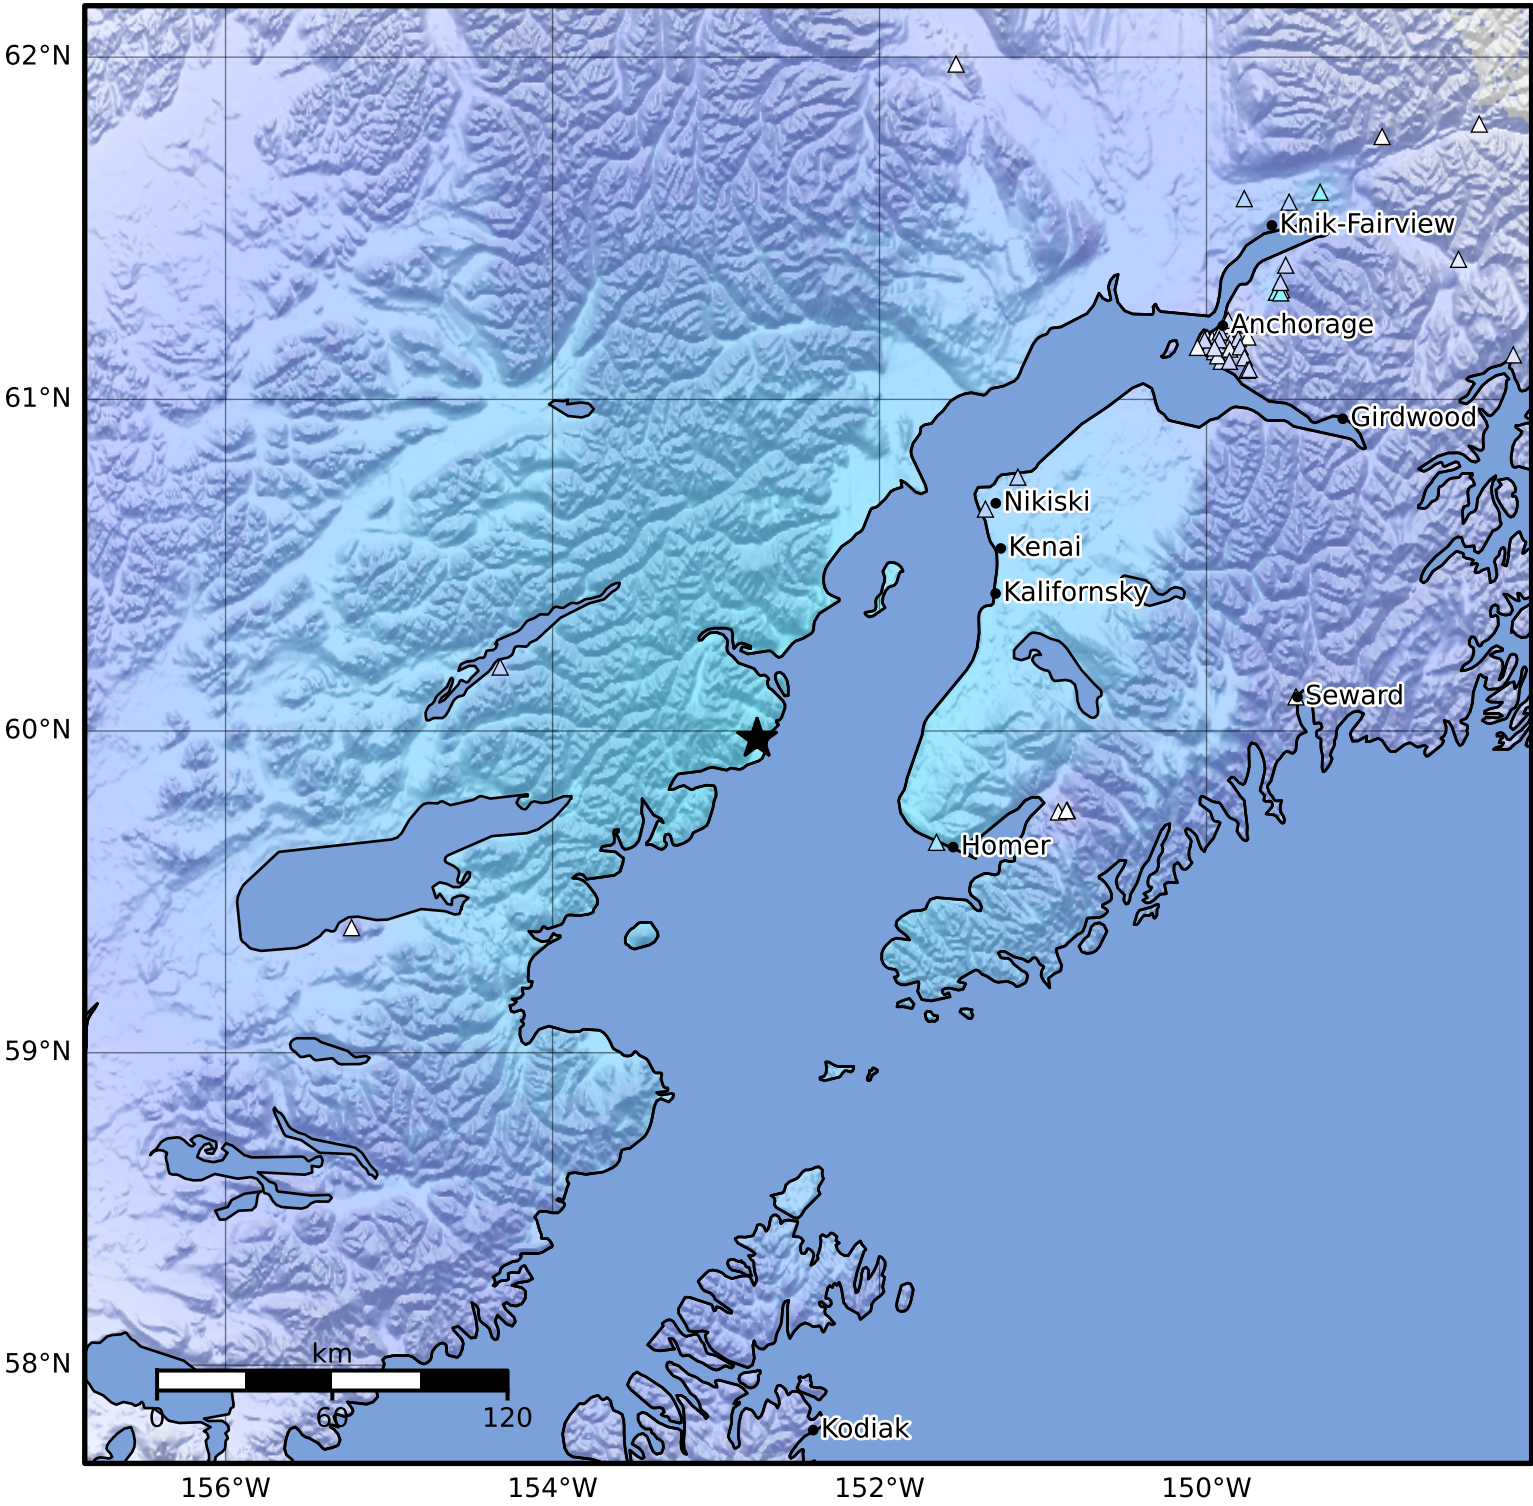 62°N
Knik-Fairview
Anchorage
61°N
Girdwood
Nikiski
Kenai
Kalifornsky
Seward
60°N
Homer
59°N
58°N
km
0 60 120
Kodiak
156°W 154°W 152°W 150°W